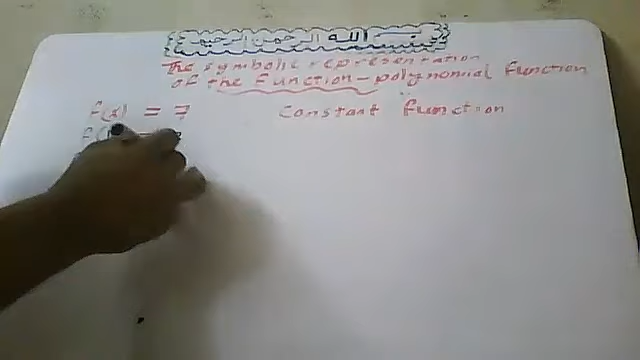 بسم الله الرحمن الرحيم
The symbolic representation
of the Function - polynomial function
f(x) = 7 Constant function
f(